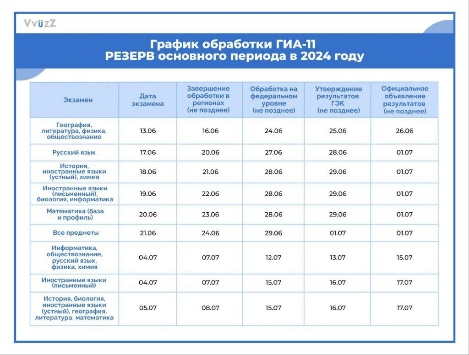 VvüzZ
График обработки ГИА-11
РЕЗЕРВ основного периода в 2024 году
Экзамен
Дата
экзамена
Завершение
обработки в
регионах
(не позднее)
Обработка на
федеральном
уровне
(не позднее)
Утверждение
результатов
ГЭК
(не позднее)
Официальное
объявление
результатов
(не позднее)
География,
литература, физика,
обществознание
13.06
16.06
24.06
25.06
26.06
Русский язык
17.06
20.06
27.06
28.06
01.07
История,
иностранные языки
(устный), химия
18.06
21.06
28.06
29.06
01.07
Иностранные языки
(письменный),
биология, информатика
19.06
22.06
28.06
29.06
01.07
Математика (база
и профиль)
20.06
23.06
28.06
29.06
01.07
Все предметы
21.06
24.06
29.06
01.07
01.07
Информатика,
обществознание,
русский язык,
физика, химия
04.07
07.07
12.07
13.07
15.07
Иностранные языки
(письменный)
04.07
07.07
15.07
16.07
17.07
История, биология,
иностранные языки
(устный), география,
литература, математика
05.07
08.07
15.07
16.07
17.07